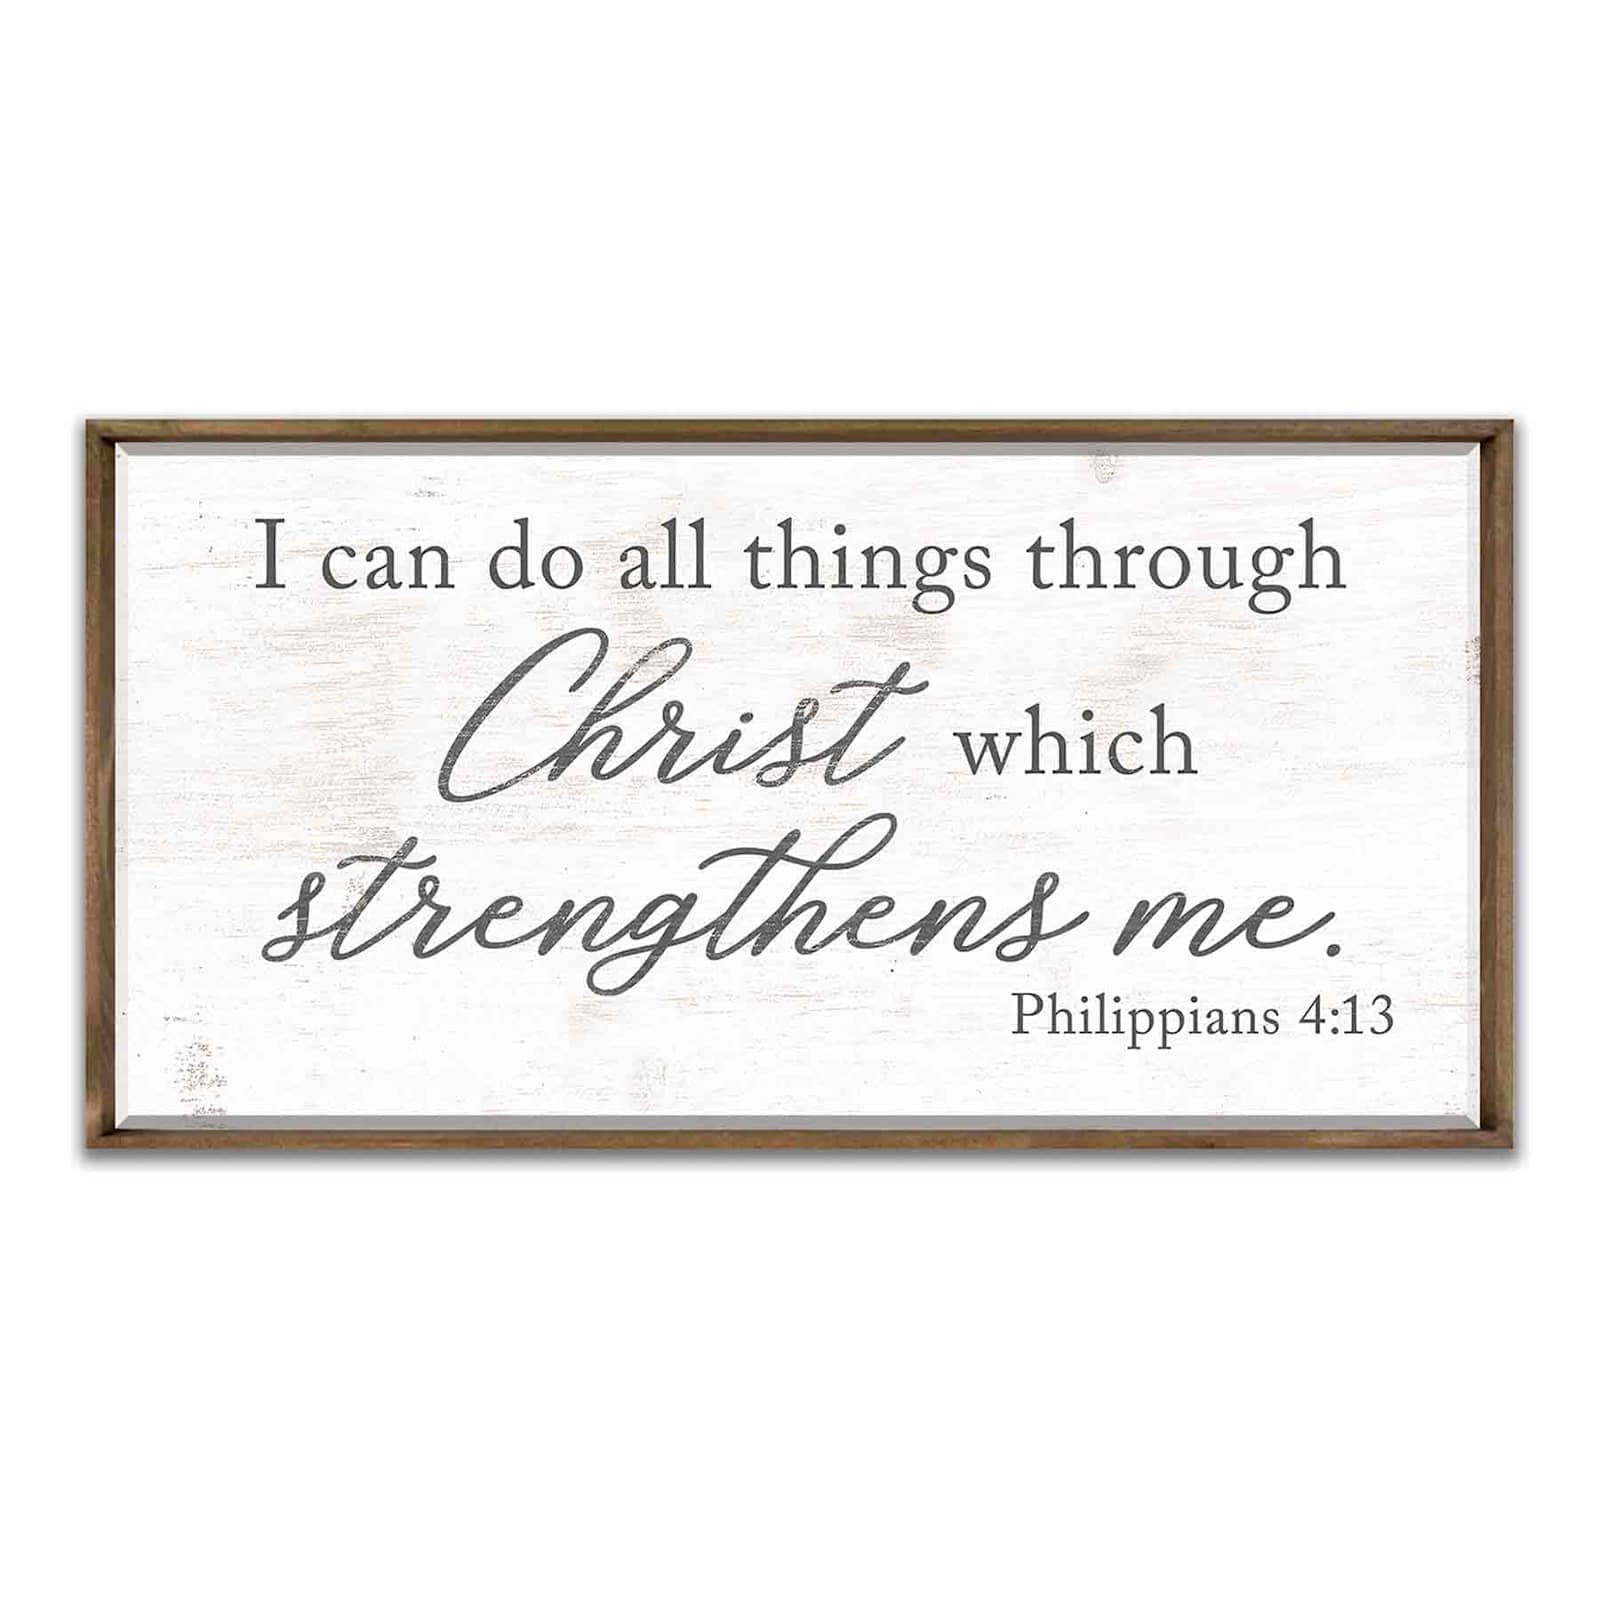 I can do all things through
Christ which
strengthens me.
Philippians 4:13